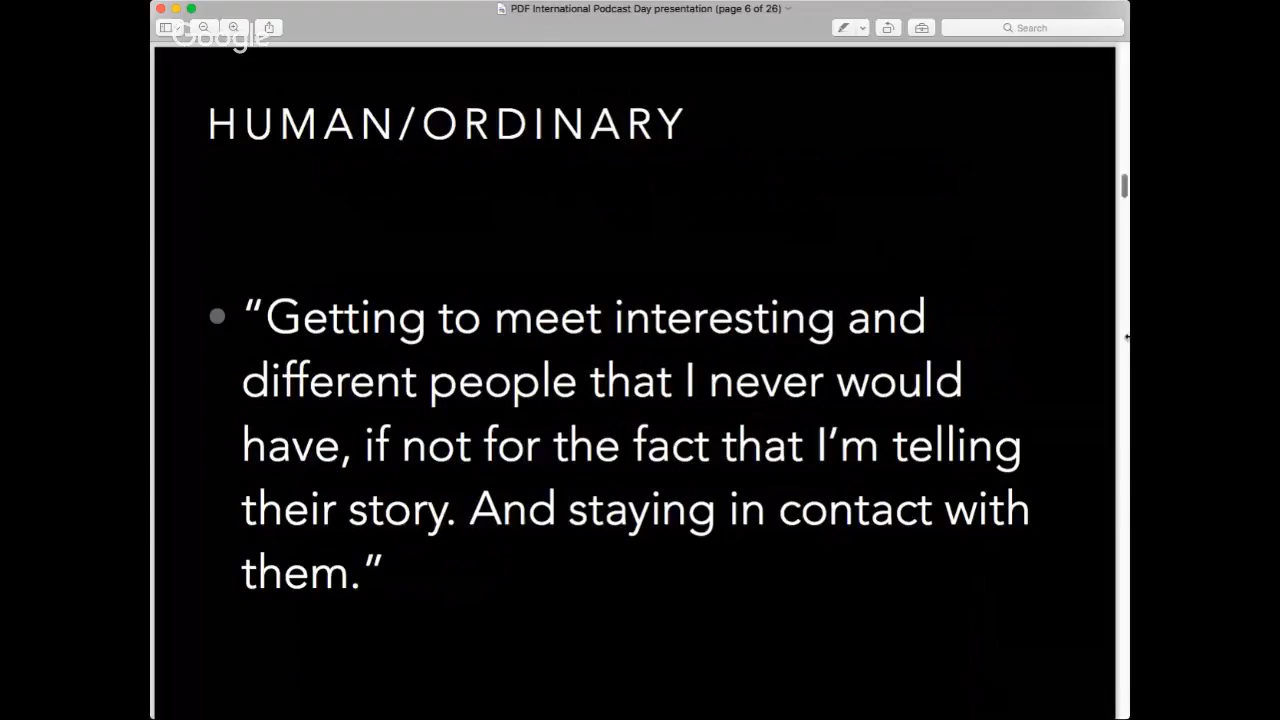 PDF International Podcast Day presentation (page 6 of 26)
Google
Search
HUMAN/ORDINARY
“Getting to meet interesting and
different people that I never would
have, if not for the fact that I’m telling
their story. And staying in contact with
them.”